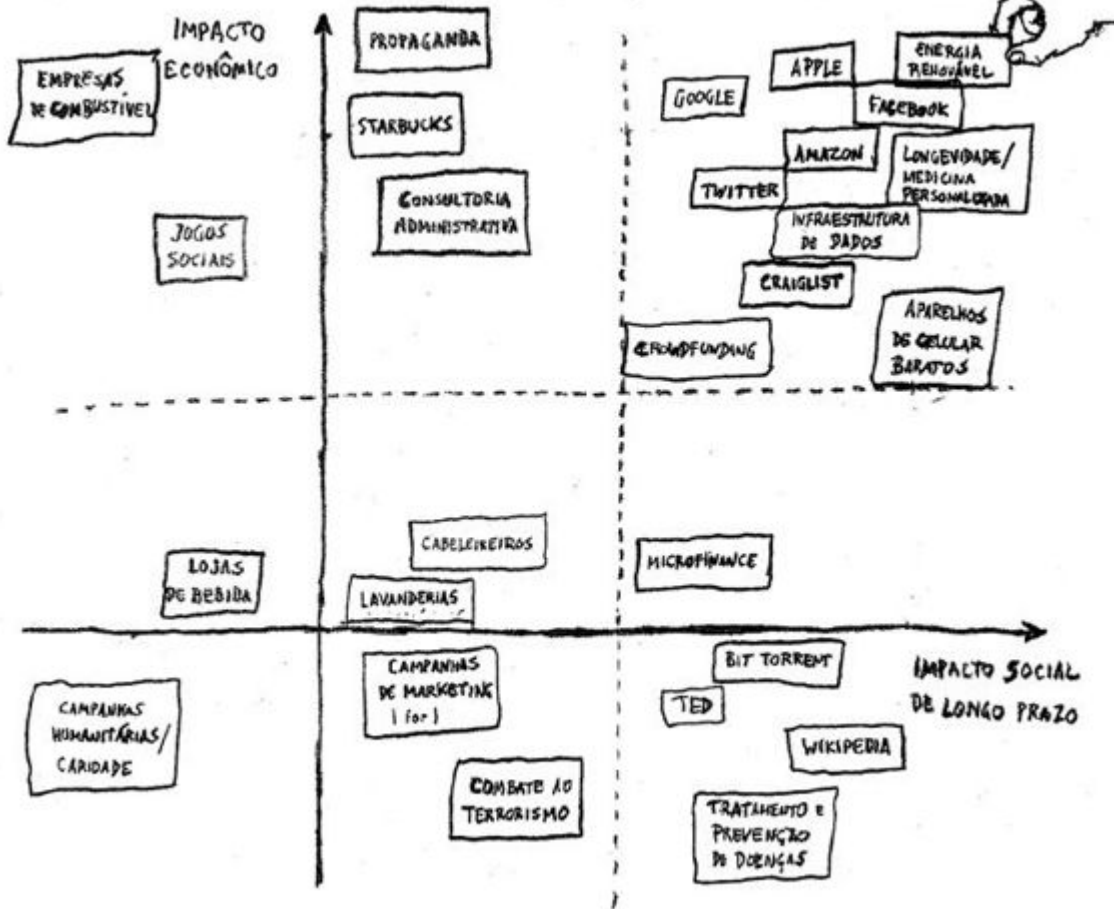 IMPACTO
ECONÔMICO
EMPRESAS
DE COMBUSTÍVEL
PROPAGANDA
STARBUCKS
CONSULTORIA
ADMINISTRATIVA
JOGOS
SOCIAIS
GOOGLE
APPLE
ENERGIA
RENOVÁVEL
FACEBOOK
AMAZON
LONGEVIDADE/
MEDICINA
PERSONALIZADA
TWITTER
INFRAESTRUTURA
DE DADOS
CRAIGLIST
CROWDFUNDING
APARELHOS
DE CELULAR
BARATOS
LOJAS
DE BEBIDA
CABELEIREIROS
LAVANDERIAS
MICROFINANCE
CAMPANHAS
HUMANITÁRIAS/
CARIDADE
CAMPANHAS
DE MARKETING
COMBATE AO
TERRORISMO
BIT TORRENT
TED
WIKIPEDIA
TRATAMENTO E
PREVENÇÃO
DE DOENÇAS
IMPACTO SOCIAL
DE LONGO PRAZO